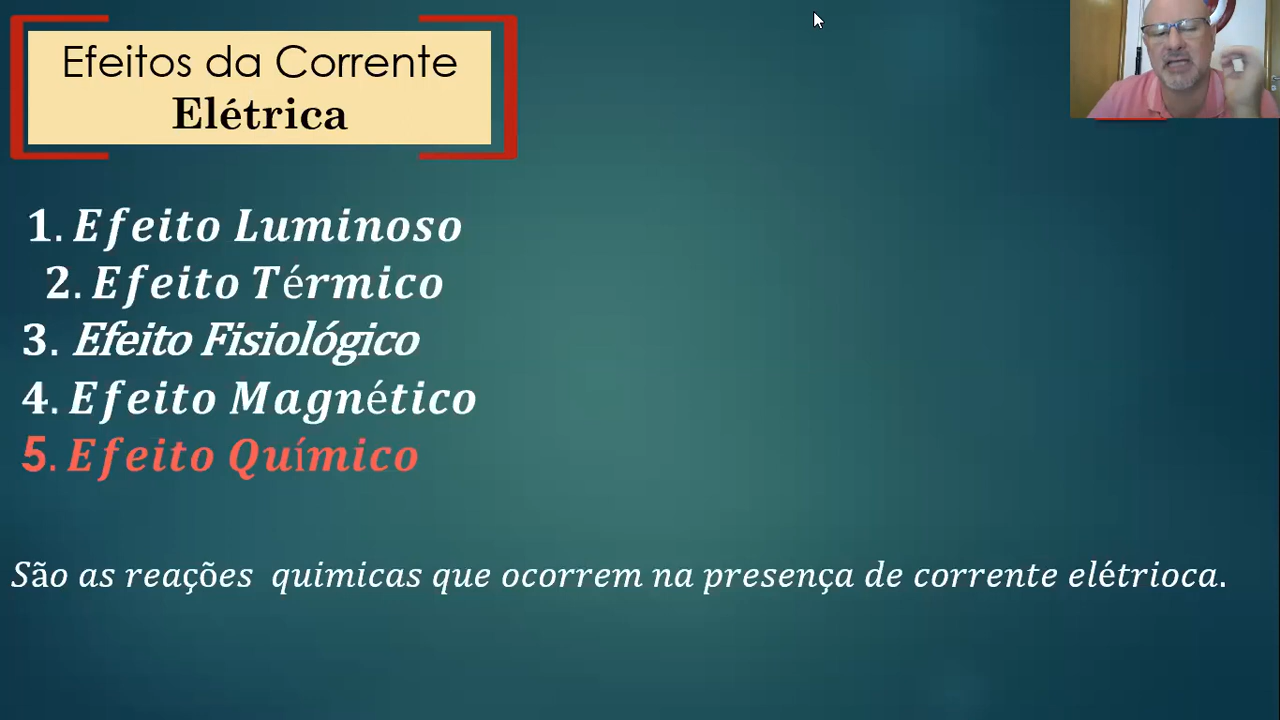 Efeitos da Corrente
Elétrica
1. Efeito Luminoso
2. Efeito Térmico
3. Efeito Fisiológico
4. Efeito Magnético
5. Efeito Químico
São as reações quimicas que ocorrem na presença de corrente elétrioca.